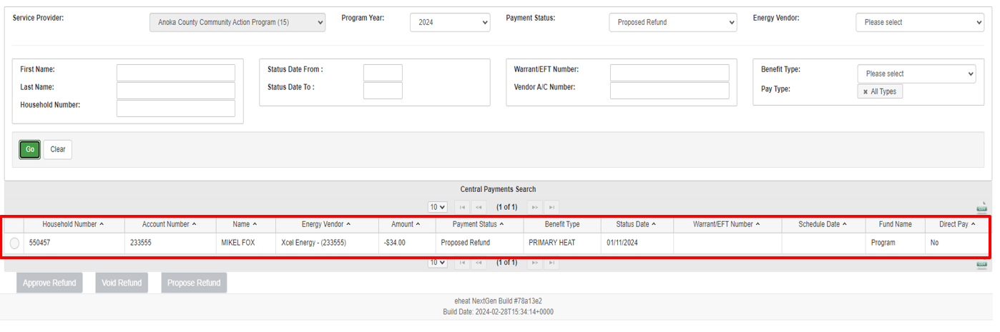 Service Provider: Anoka County Community Action Program (15) Program Year: 2024 Payment Status: Proposed Refund Energy Vendor: Please select
First Name: Status Date From : Warrant/EFT Number: Benefit Type: Please select
Last Name: Status Date To : Vendor A/C Number: Pay Type: × All Types
Household Number:
Go Clear
Central Payments Search
10 (1 of 1)
Household Number Account Number Name Energy Vendor Amount Payment Status Benefit Type Status Date Warrant/EFT Number Schedule Date Fund Name Direct Pay
550457 233555 MIKEL FOX Xcel Energy - (233555) -$34.00 Proposed Refund PRIMARY HEAT 01/11/2024 Program No
10 (1 of 1)
Approve Refund Void Refund Propose Refund
eheat NextGen Build #78a13e2
Build Date: 2024-02-28T15:34:14+0000